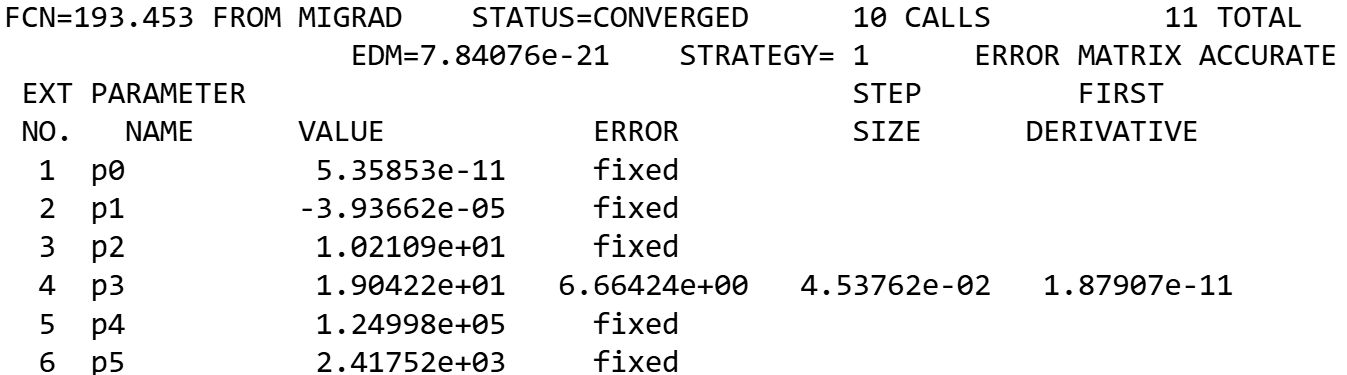 FCN=193.453 FROM MIGRAD    STATUS=CONVERGED      10 CALLS          11 TOTAL
                    EDM=7.84076e-21    STRATEGY= 1      ERROR MATRIX ACCURATE
 EXT PARAMETER                                   STEP         FIRST
 NO.   NAME      VALUE            ERROR          SIZE      DERIVATIVE
  1  p0           5.35853e-11     fixed
  2  p1          -3.93662e-05     fixed
  3  p2           1.02109e+01     fixed
  4  p3           1.90422e+01   6.66424e+00   4.53762e-02   1.87907e-11
  5  p4           1.24998e+05     fixed
  6  p5           2.41752e+03     fixed